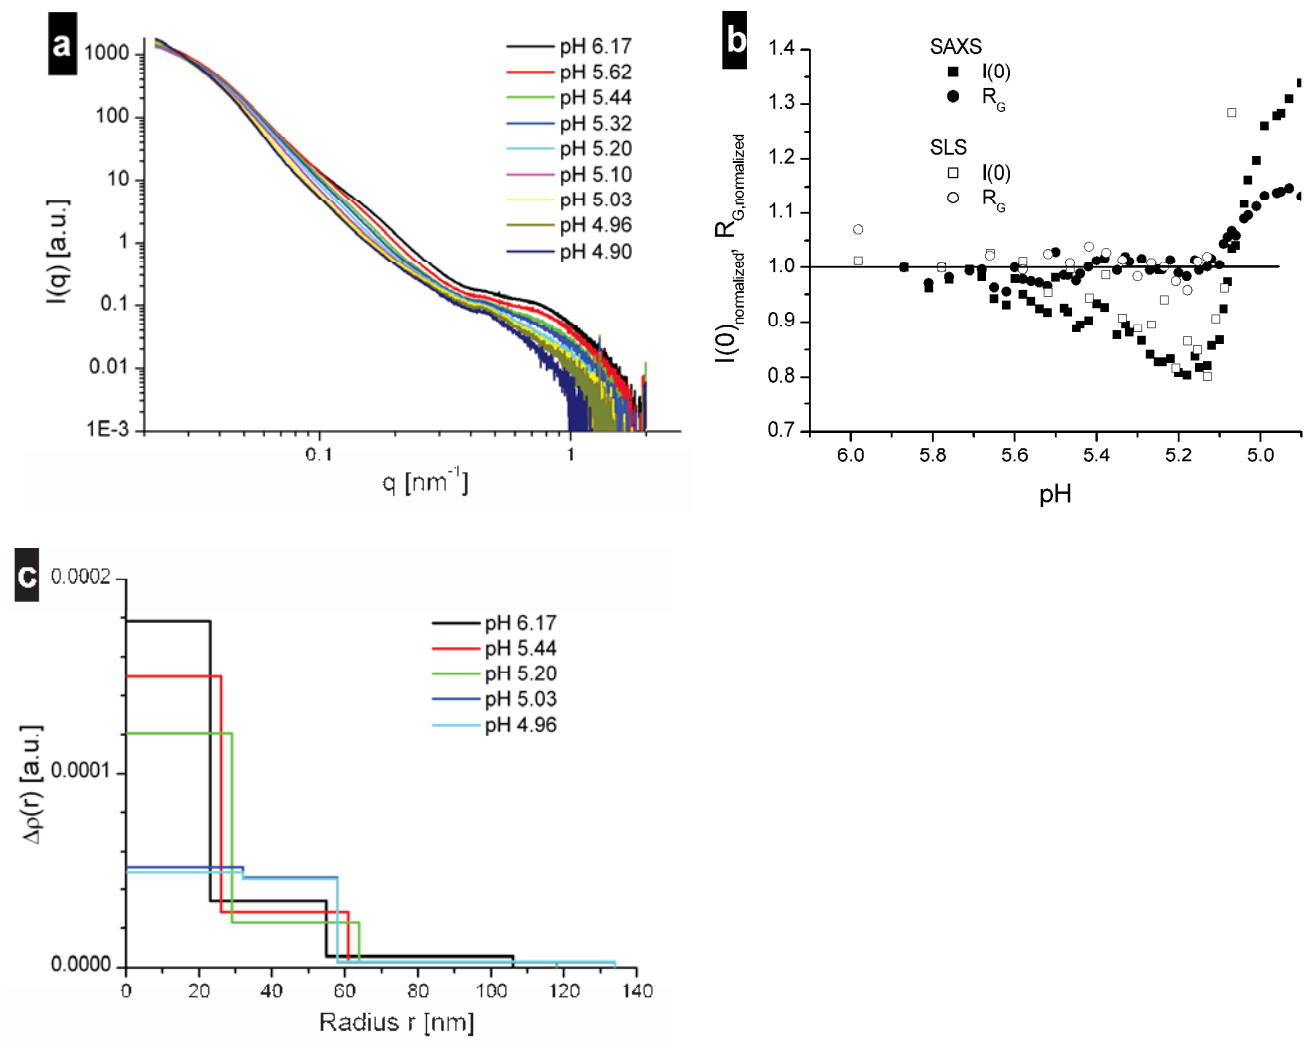 a
1000
100
10
1
0.1
0.01
1E-3
I(q) [a.u.]
0.1
1
q [nm⁻¹]
pH 6.17
pH 5.62
pH 5.44
pH 5.32
pH 5.20
pH 5.10
pH 5.03
pH 4.96
pH 4.90
b
1.4
1.3
1.2
1.1
1.0
0.9
0.8
0.7
I(0)normalized, RG,normalized
SAXS
I(0)
RG
SLS
I(0)
RG
6.0
5.8
5.6
5.4
5.2
5.0
pH
c
0.0002
0.0001
0.0000
Δρ(r) [a.u.]
pH 6.17
pH 5.44
pH 5.20
pH 5.03
pH 4.96
0
20
40
60
80
100
120
140
Radius r [nm]